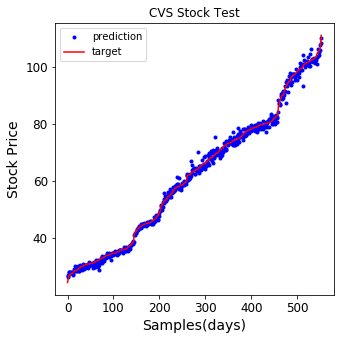 CVS Stock Test
prediction
target
Stock Price
100
80
60
40
0 100 200 300 400 500
Samples(days)